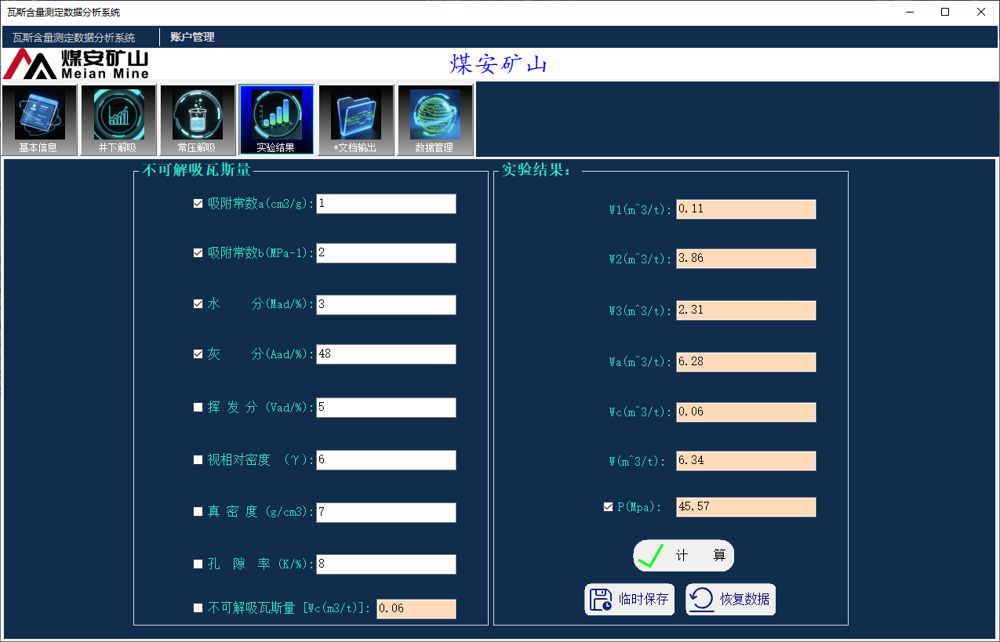 瓦斯含量测定数据分析系统
瓦斯含量测定数据分析系统 账户管理
煤安矿山
Meian Mine
煤安矿山
基本信息 井下解吸 常压解吸 实验结果 *文档输出 数据管理
不可解吸瓦斯量
吸附常数a(cm3/g): 1
吸附常数b(MPa-1): 2
水 分(Mad/%): 3
灰 分(Aad/%): 48
挥 发 分 (Vad/%): 5
视相对密度 (γ): 6
真 密 度 (g/cm3): 7
孔 隙 率 (K/%): 8
不可解吸瓦斯量 [Wc(m3/t)]: 0.06
实验结果：
W1(m^3/t): 0.11
W2(m^3/t): 3.86
W3(m^3/t): 2.31
Wa(m^3/t): 6.28
Wc(m^3/t): 0.06
W(m^3/t): 6.34
P(Mpa): 45.57
计 算
临时保存 恢复数据